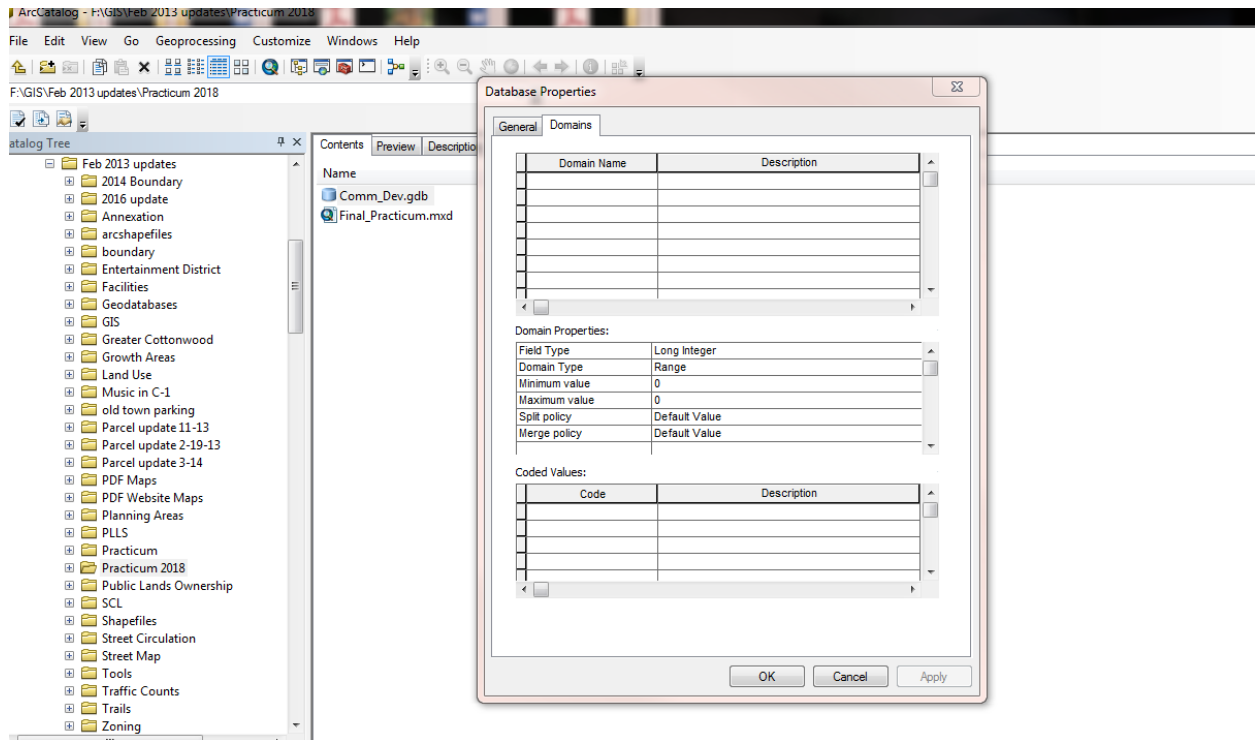 ArcCatalog - F:\GIS\Feb 2013 updates\Practicum 2018
File Edit View Go Geoprocessing Customize Windows Help
F:\GIS\Feb 2013 updates\Practicum 2018
atalog Tree
Feb 2013 updates
2014 Boundary
2016 update
Annexation
arcshapefiles
boundary
Entertainment District
Facilities
Geodatabases
GIS
Greater Cottonwood
Growth Areas
Land Use
Music in C-1
old town parking
Parcel update 11-13
Parcel update 2-19-13
Parcel update 3-14
PDF Maps
PDF Website Maps
Planning Areas
PLLS
Practicum
Practicum 2018
Public Lands Ownership
SCL
Shapefiles
Street Circulation
Street Map
Tools
Traffic Counts
Trails
Zoning
Contents Preview Descriptio
Name
Comm_Dev.gdb
Final_Practicum.mxd
Database Properties
General Domains
Domain Name Description
Domain Properties:
Field Type Long Integer
Domain Type Range
Minimum value 0
Maximum value 0
Split policy Default Value
Merge policy Default Value
Coded Values:
Code Description
OK Cancel Apply